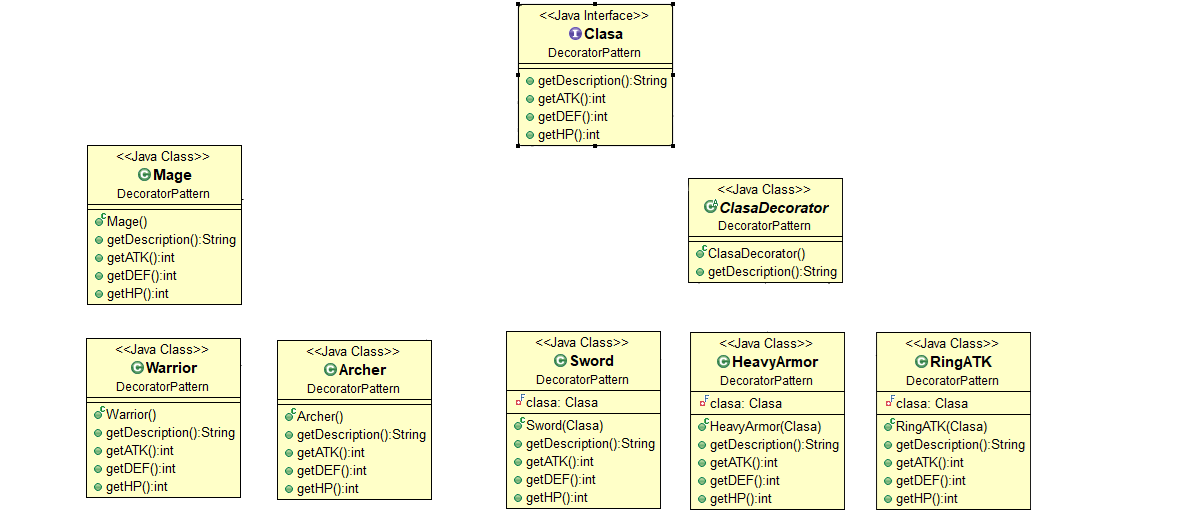 <<Java Interface>>
Clasa
DecoratorPattern
getDescription():String
getATK():int
getDEF():int
getHP():int
<<Java Class>>
Mage
DecoratorPattern
Mage()
getDescription():String
getATK():int
getDEF():int
getHP():int
<<Java Class>>
ClasaDecorator
DecoratorPattern
ClasaDecorator()
getDescription():String
<<Java Class>>
Warrior
DecoratorPattern
Warrior()
getDescription():String
getATK():int
getDEF():int
getHP():int
<<Java Class>>
Archer
DecoratorPattern
Archer()
getDescription():String
getATK():int
getDEF():int
getHP():int
<<Java Class>>
Sword
DecoratorPattern
clasa: Clasa
Sword(Clasa)
getDescription():String
getATK():int
getDEF():int
getHP():int
<<Java Class>>
HeavyArmor
DecoratorPattern
clasa: Clasa
HeavyArmor(Clasa)
getDescription():String
getATK():int
getDEF():int
getHP():int
<<Java Class>>
RingATK
DecoratorPattern
clasa: Clasa
RingATK(Clasa)
getDescription():String
getATK():int
getDEF():int
getHP():int